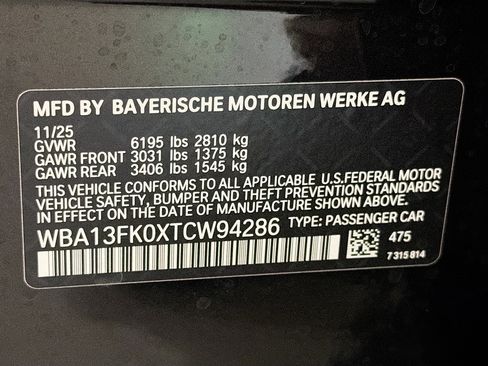 MFD BY BAYERISCHE MOTOREN WERKE AG
11/25
GVWR 6195 lbs 2810 kg
GAWR FRONT 3031 lbs 1375 kg
GAWR REAR 3406 lbs 1545 kg
THIS VEHICLE CONFORMS TO ALL APPLICABLE U.S.FEDERAL MOTOR
VEHICLE SAFETY, BUMPER, AND THEFT PREVENTION STANDARDS
IN EFFECT ON THE DATE OF MANUFACTURE SHOWN ABOVE.
WBA13FK0XTCW94286 TYPE: PASSENGER CAR
475
7 315 814